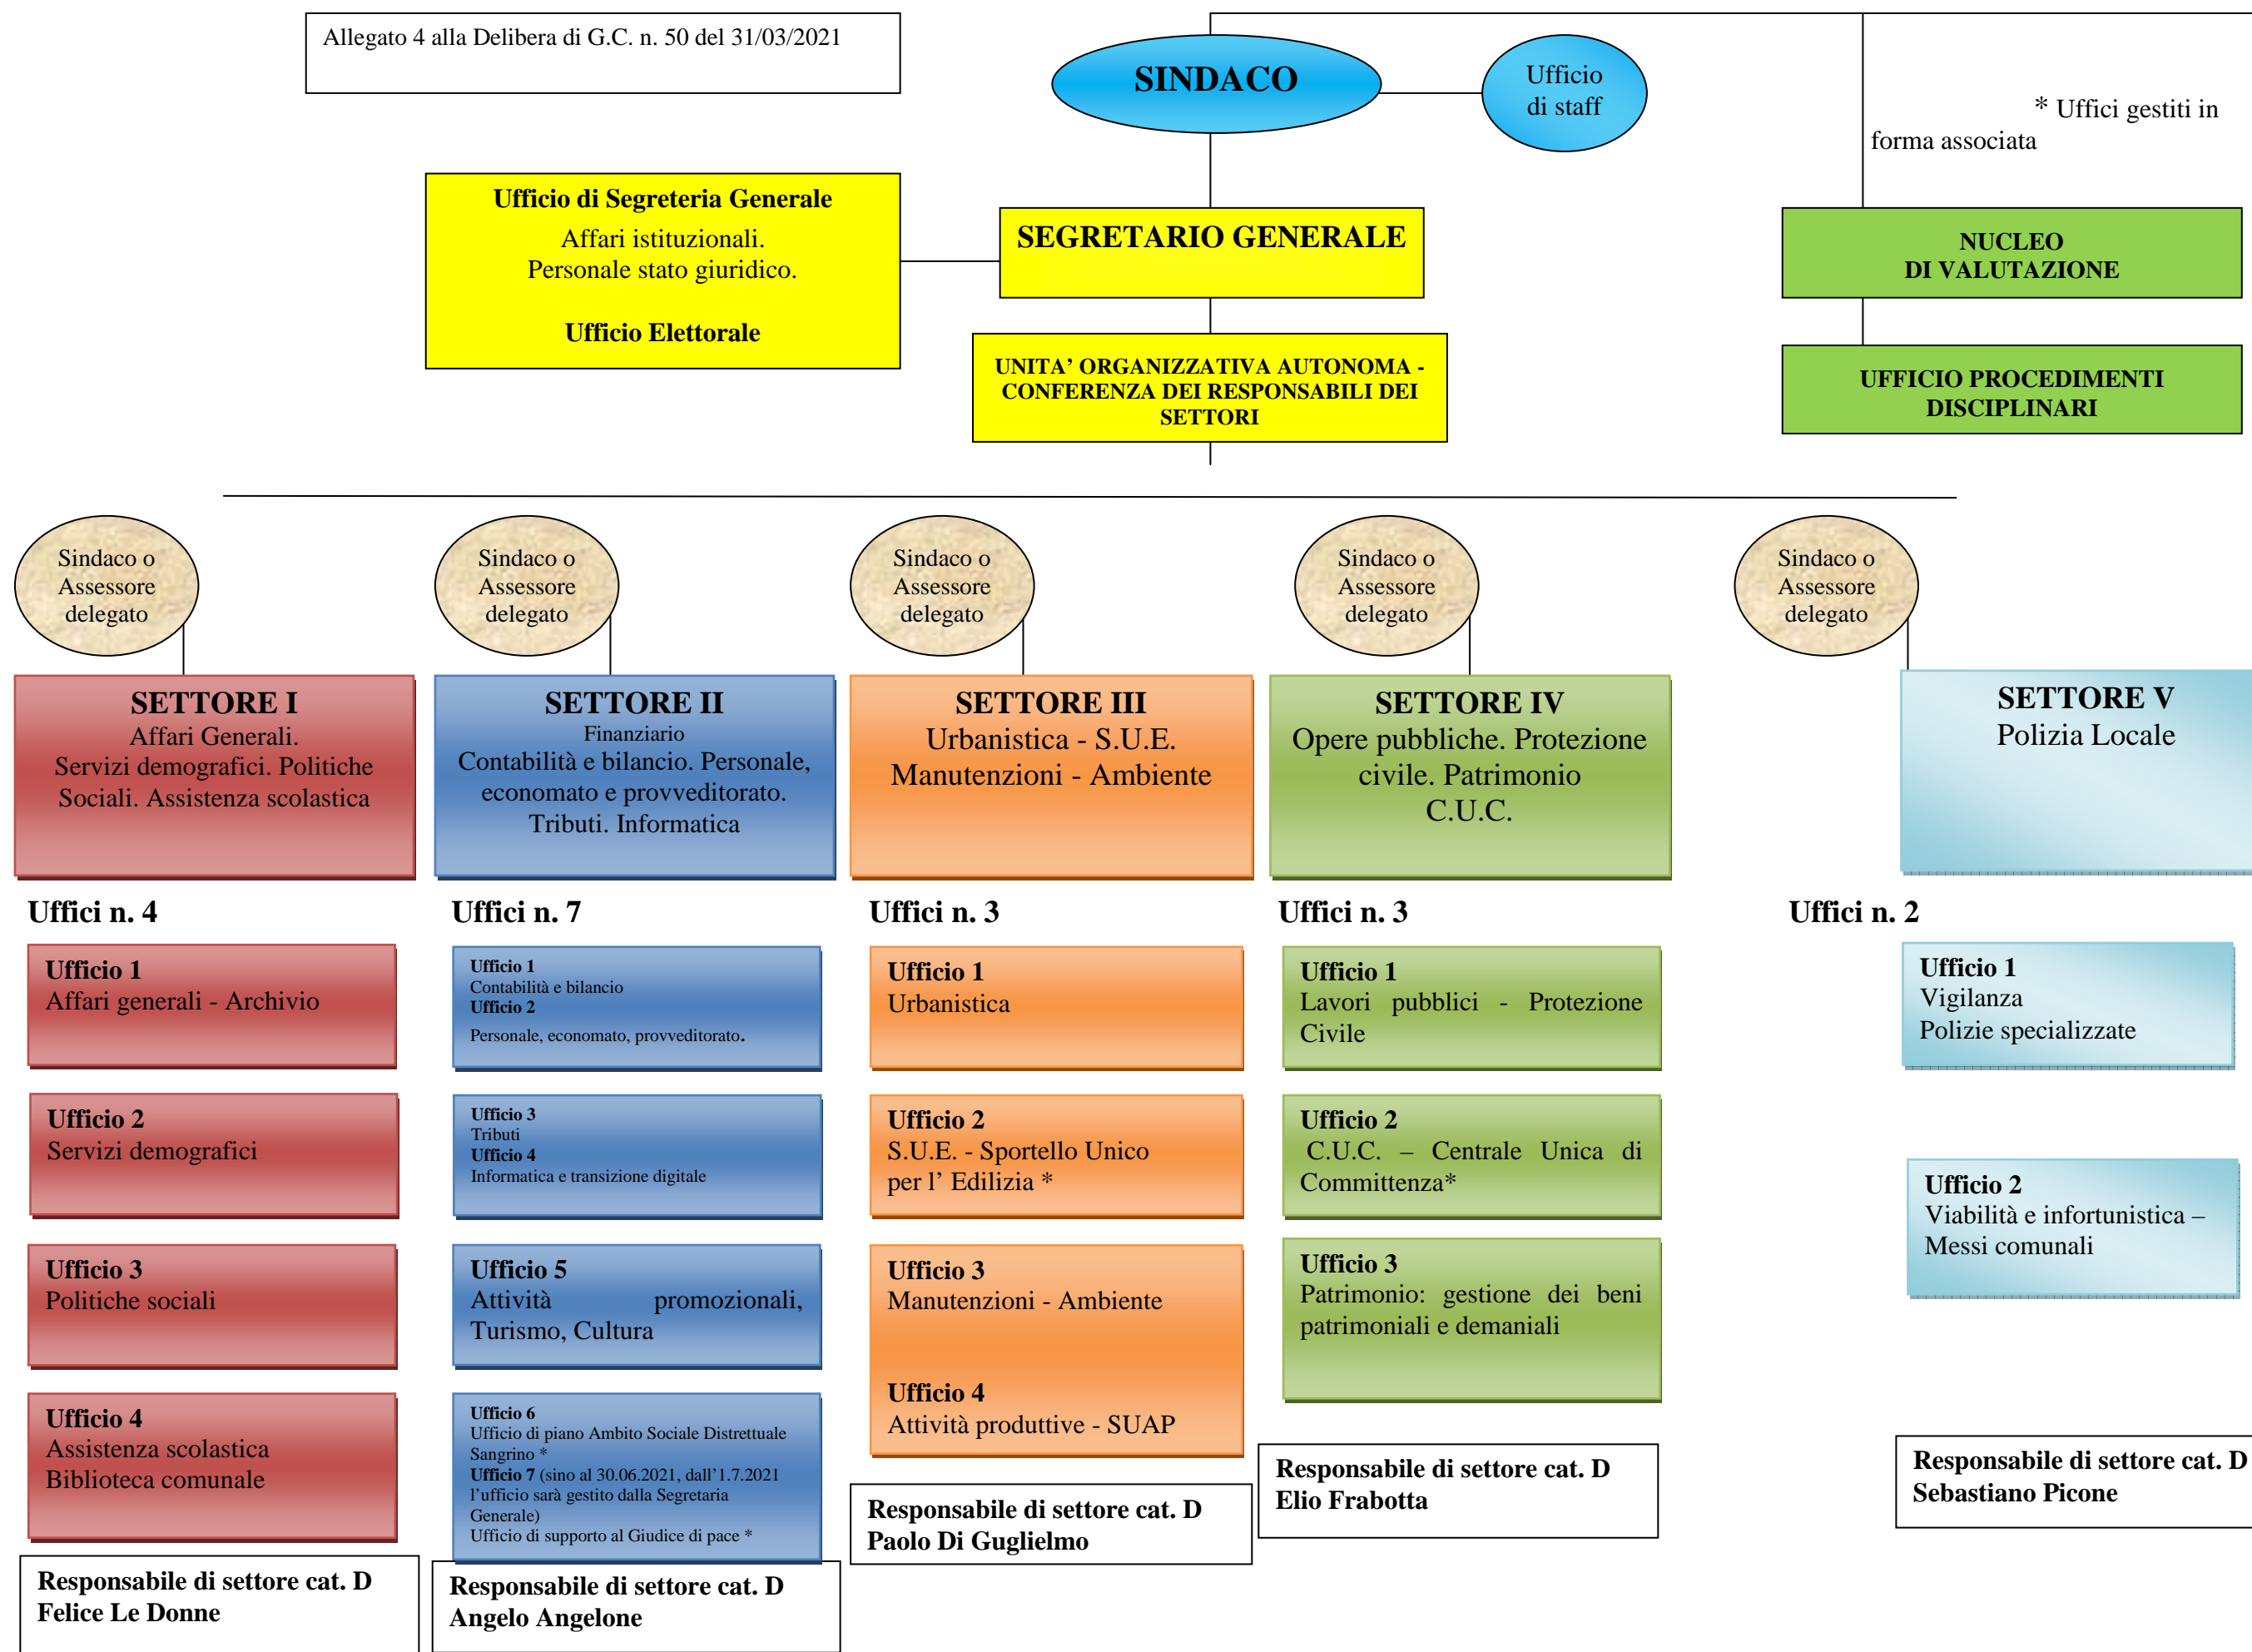 Allegato 4 alla Delibera di G.C. n. 50 del 31/03/2021
SINDACO
Ufficio
di staff
* Uffici gestiti in
forma associata
Ufficio di Segreteria Generale
Affari istituzionali.
Personale stato giuridico.
Ufficio Elettorale
SEGRETARIO GENERALE
NUCLEO
DI VALUTAZIONE
UNITA’ ORGANIZZATIVA AUTONOMA -
CONFERENZA DEI RESPONSABILI DEI
SETTORI
UFFICIO PROCEDIMENTI
DISCIPLINARI
Sindaco o
Assessore
delegato
Sindaco o
Assessore
delegato
Sindaco o
Assessore
delegato
Sindaco o
Assessore
delegato
Sindaco o
Assessore
delegato
SETTORE I
Affari Generali.
Servizi demografici. Politiche
Sociali. Assistenza scolastica
SETTORE II
Finanziario
Contabilità e bilancio. Personale,
economato e provveditorato.
Tributi. Informatica
SETTORE III
Urbanistica - S.U.E.
Manutenzioni - Ambiente
SETTORE IV
Opere pubbliche. Protezione
civile. Patrimonio
C.U.C.
SETTORE V
Polizia Locale
Uffici n. 4
Uffici n. 7
Uffici n. 3
Uffici n. 3
Uffici n. 2
Ufficio 1
Affari generali - Archivio
Ufficio 2
Servizi demografici
Ufficio 3
Politiche sociali
Ufficio 4
Assistenza scolastica
Biblioteca comunale
Responsabile di settore cat. D
Felice Le Donne
Ufficio 1
Contabilità e bilancio
Ufficio 2
Personale, economato, provveditorato.
Ufficio 3
Tributi
Ufficio 4
Informatica e transizione digitale
Ufficio 5
Attività promozionali,
Turismo, Cultura
Ufficio 6
Ufficio di piano Ambito Sociale Distrettuale
Sangrino *
Ufficio 7 (sino al 30.06.2021, dall’1.7.2021
l’ufficio sarà gestito dalla Segretaria
Generale)
Ufficio di supporto al Giudice di pace *
Responsabile di settore cat. D
Angelo Angelone
Ufficio 1
Urbanistica
Ufficio 2
S.U.E. - Sportello Unico
per l’ Edilizia *
Ufficio 3
Manutenzioni - Ambiente
Ufficio 4
Attività produttive - SUAP
Responsabile di settore cat. D
Paolo Di Guglielmo
Ufficio 1
Lavori pubblici - Protezione
Civile
Ufficio 2
C.U.C. – Centrale Unica di
Committenza*
Ufficio 3
Patrimonio: gestione dei beni
patrimoniali e demaniali
Responsabile di settore cat. D
Elio Frabotta
Ufficio 1
Vigilanza
Polizie specializzate
Ufficio 2
Viabilità e infortunistica –
Messi comunali
Responsabile di settore cat. D
Sebastiano Picone